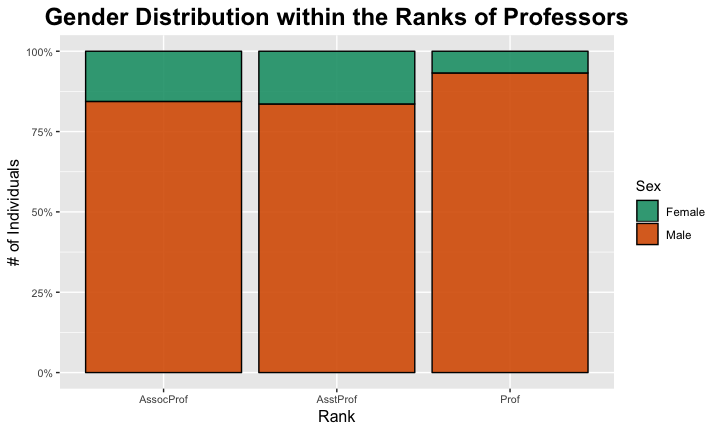 Gender Distribution within the Ranks of Professors
# of Individuals
100%
75%
50%
25%
0%
AssocProf
AsstProf
Prof
Rank
Sex
Female
Male